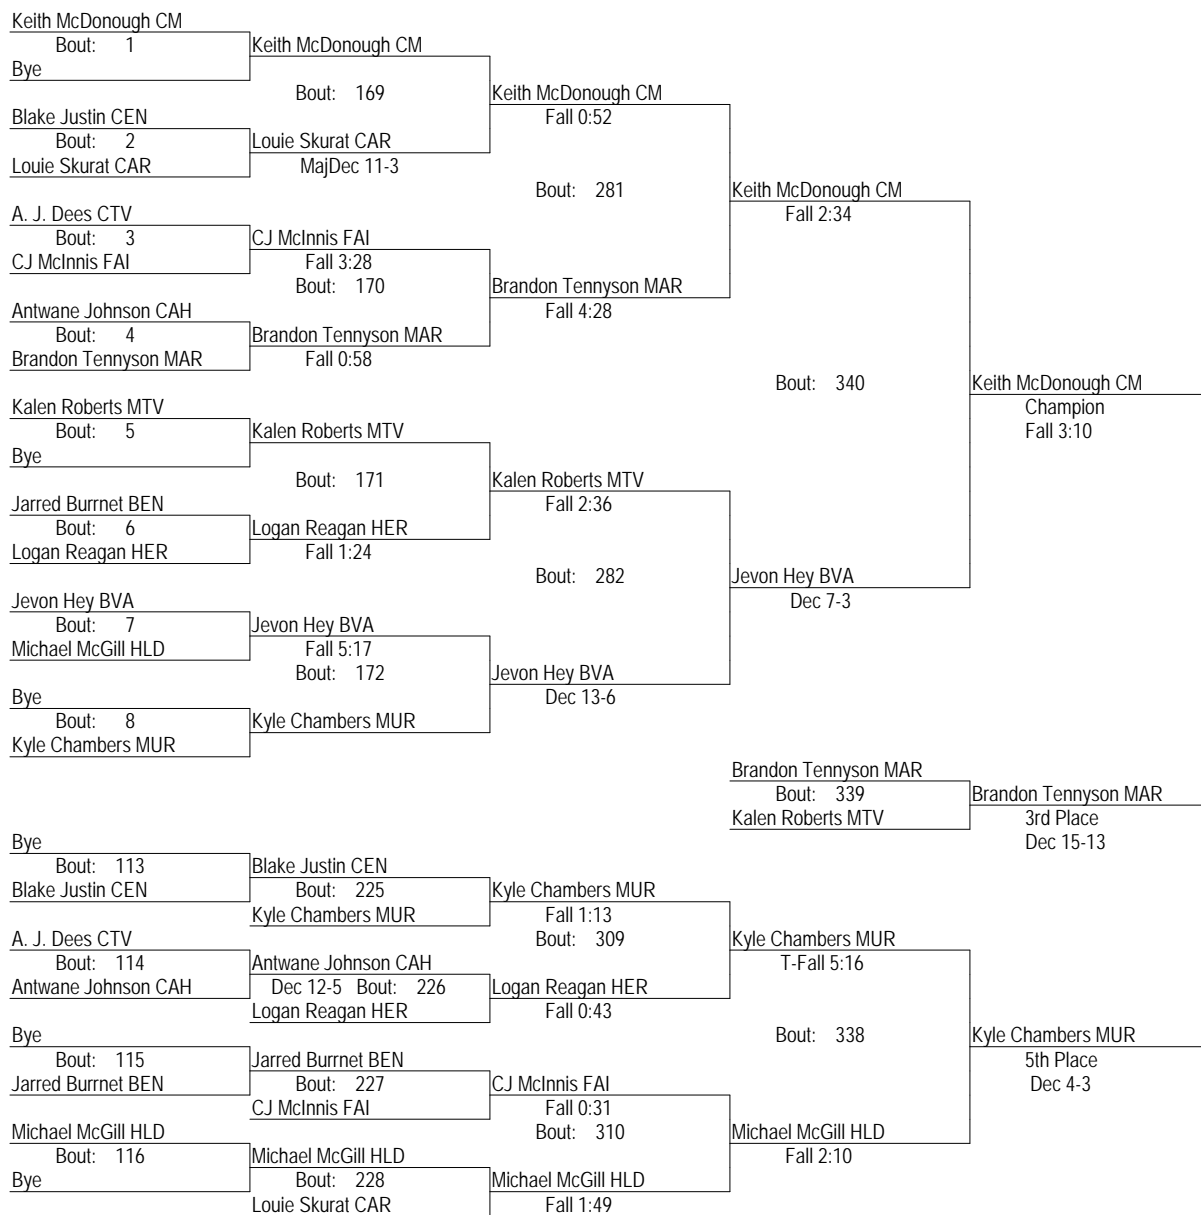 Keith McDonough CM
Bout: 1
Bye
Keith McDonough CM
Bout: 169
Blake Justin CEN
Bout: 2
Louie Skurat CAR
Louie Skurat CAR
MajDec 11-3
Keith McDonough CM
Fall 0:52
Bout: 281
A. J. Dees CTV
Bout: 3
CJ McInnis FAI
CJ McInnis FAI
Fall 3:28
Bout: 170
Antwane Johnson CAH
Bout: 4
Brandon Tennyson MAR
Brandon Tennyson MAR
Fall 0:58
Brandon Tennyson MAR
Fall 4:28
Keith McDonough CM
Fall 2:34
Bout: 340
Keith McDonough CM
Champion
Fall 3:10
Kalen Roberts MTV
Bout: 5
Bye
Kalen Roberts MTV
Bout: 171
Jarred Burrnet BEN
Bout: 6
Logan Reagan HER
Logan Reagan HER
Fall 1:24
Kalen Roberts MTV
Fall 2:36
Bout: 282
Jevon Hey BVA
Dec 7-3
Jevon Hey BVA
Bout: 7
Michael McGill HLD
Jevon Hey BVA
Fall 5:17
Bout: 172
Bye
Bout: 8
Kyle Chambers MUR
Kyle Chambers MUR
Jevon Hey BVA
Dec 13-6
Brandon Tennyson MAR
Bout: 339
Kalen Roberts MTV
Brandon Tennyson MAR
3rd Place
Dec 15-13
Bye
Bout: 113
Blake Justin CEN
Blake Justin CEN
Bout: 225
Kyle Chambers MUR
Kyle Chambers MUR
Fall 1:13
Bout: 309
A. J. Dees CTV
Bout: 114
Antwane Johnson CAH
Antwane Johnson CAH
Dec 12-5 Bout: 226
Logan Reagan HER
Logan Reagan HER
Fall 0:43
Kyle Chambers MUR
T-Fall 5:16
Bout: 338
Kyle Chambers MUR
5th Place
Dec 4-3
Bye
Bout: 115
Jarred Burrnet BEN
Jarred Burrnet BEN
Bout: 227
CJ McInnis FAI
CJ McInnis FAI
Fall 0:31
Bout: 310
Michael McGill HLD
Fall 2:10
Michael McGill HLD
Bout: 116
Bye
Michael McGill HLD
Bout: 228
Louie Skurat CAR
Michael McGill HLD
Fall 1:49